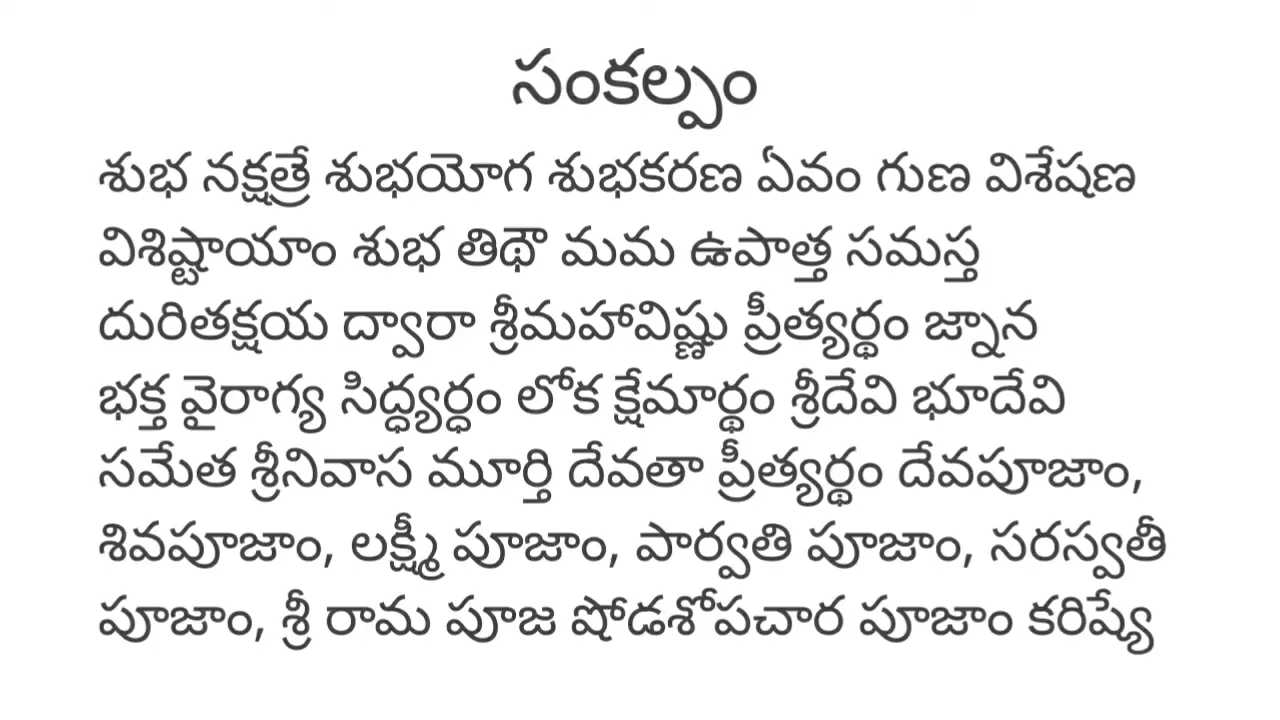 సంకల్పం
శుభ నక్షత్రే శుభయోగ శుభకరణ ఏవం గుణ విశేషణ
విశిష్టాయాం శుభ తిథౌ మమ ఉపాత్త సమస్త
దురితక్షయ ద్వారా శ్రీమహావిష్ణు ప్రీత్యర్థం జ్నాన
భక్త వైరాగ్య సిద్ధ్యర్ధం లోక క్షేమార్థం శ్రీదేవి భూదేవి
సమేత శ్రీనివాస మూర్తి దేవతా ప్రీత్యర్థం దేవపూజాం,
శివపూజాం, లక్ష్మీ పూజాం, పార్వతి పూజాం, సరస్వతీ
పూజాం, శ్రీ రామ పూజ షోడశోపచార పూజాం కరిష్యే